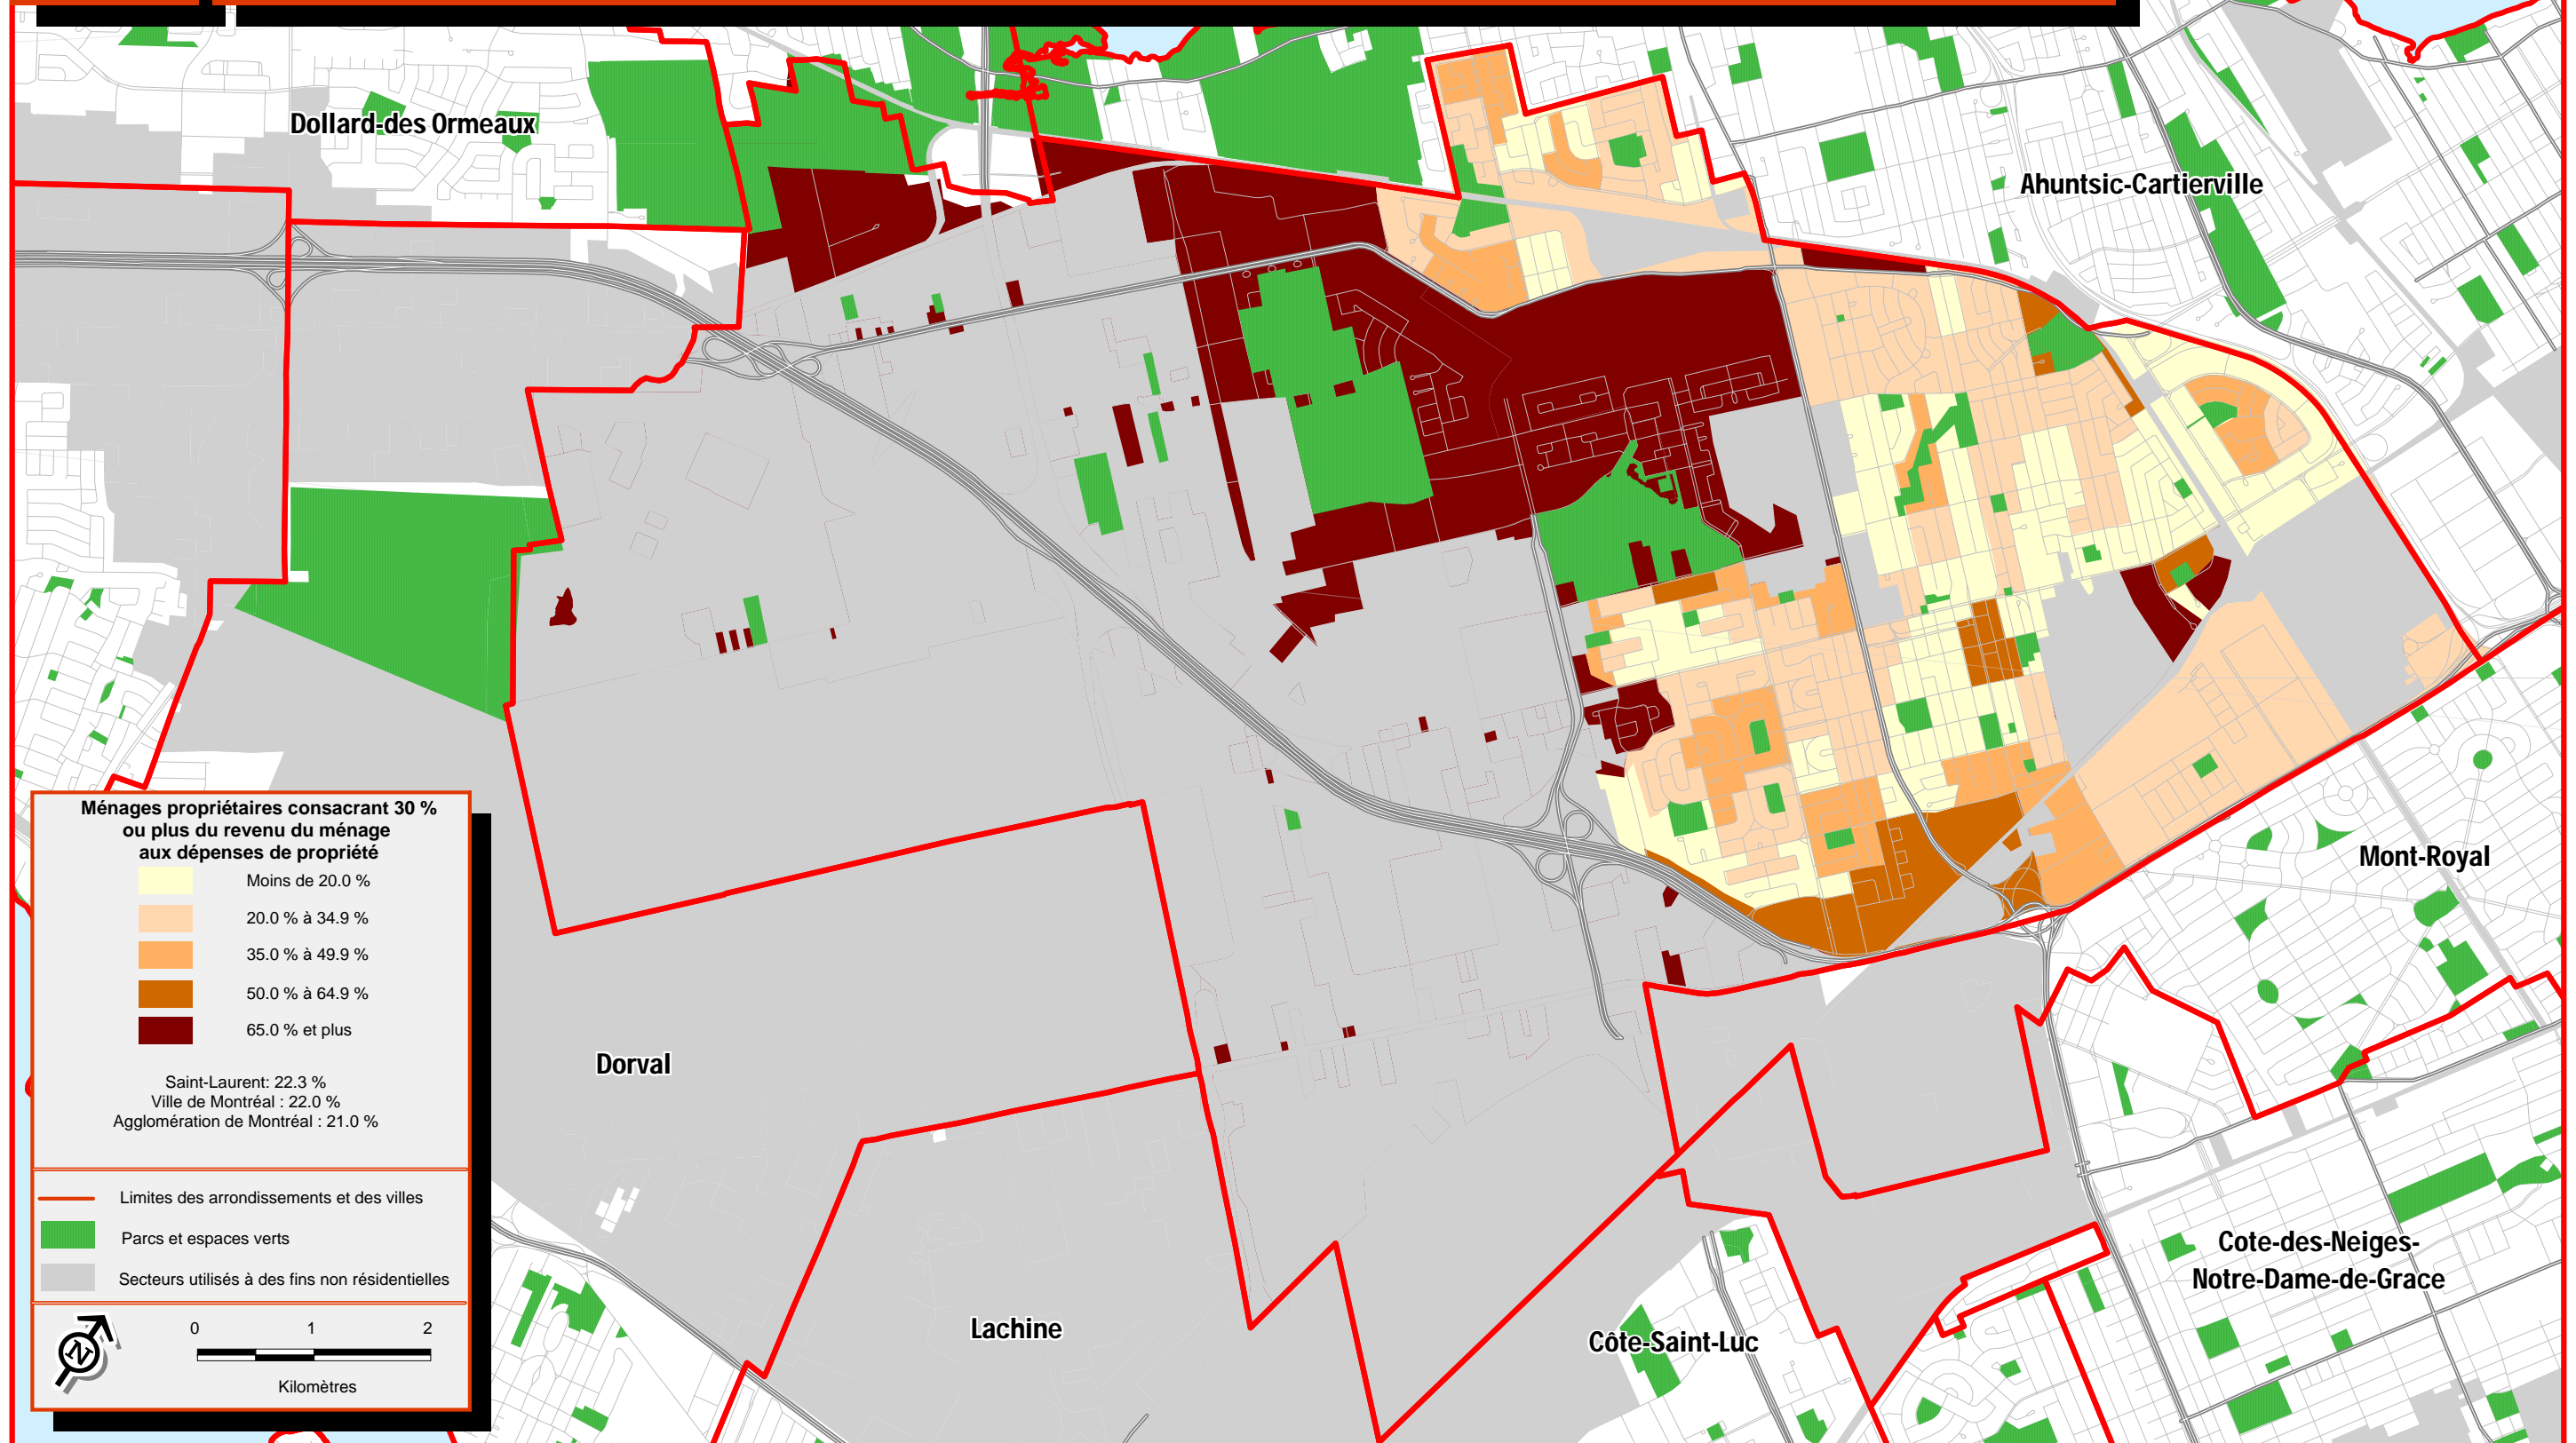 Dollard-des Ormeaux
Ahuntsic-Cartierville
Mont-Royal
Dorval
Lachine
Côte-Saint-Luc
Cote-des-Neiges-
Notre-Dame-de-Grace
Ménages propriétaires consacrant 30 %
ou plus du revenu du ménage
aux dépenses de propriété
Moins de 20.0 %
20.0 % à 34.9 %
35.0 % à 49.9 %
50.0 % à 64.9 %
65.0 % et plus
Saint-Laurent: 22.3 %
Ville de Montréal : 22.0 %
Agglomération de Montréal : 21.0 %
Limites des arrondissements et des villes
Parcs et espaces verts
Secteurs utilisés à des fins non résidentielles
N
0 1 2
Kilomètres